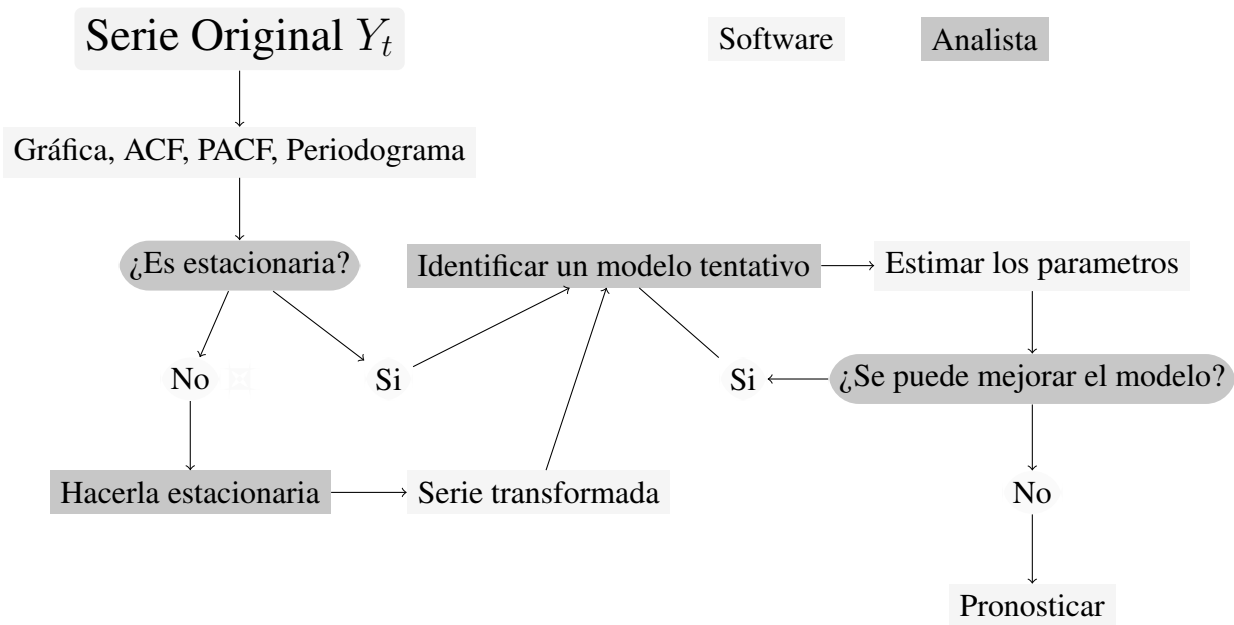 Serie Original $Y_t$
Software
Analista
Gráfica, ACF, PACF, Periodograma
¿Es estacionaria?
Identificar un modelo tentativo
Estimar los parametros
No
Si
Si
¿Se puede mejorar el modelo?
Hacerla estacionaria
Serie transformada
No
Pronosticar